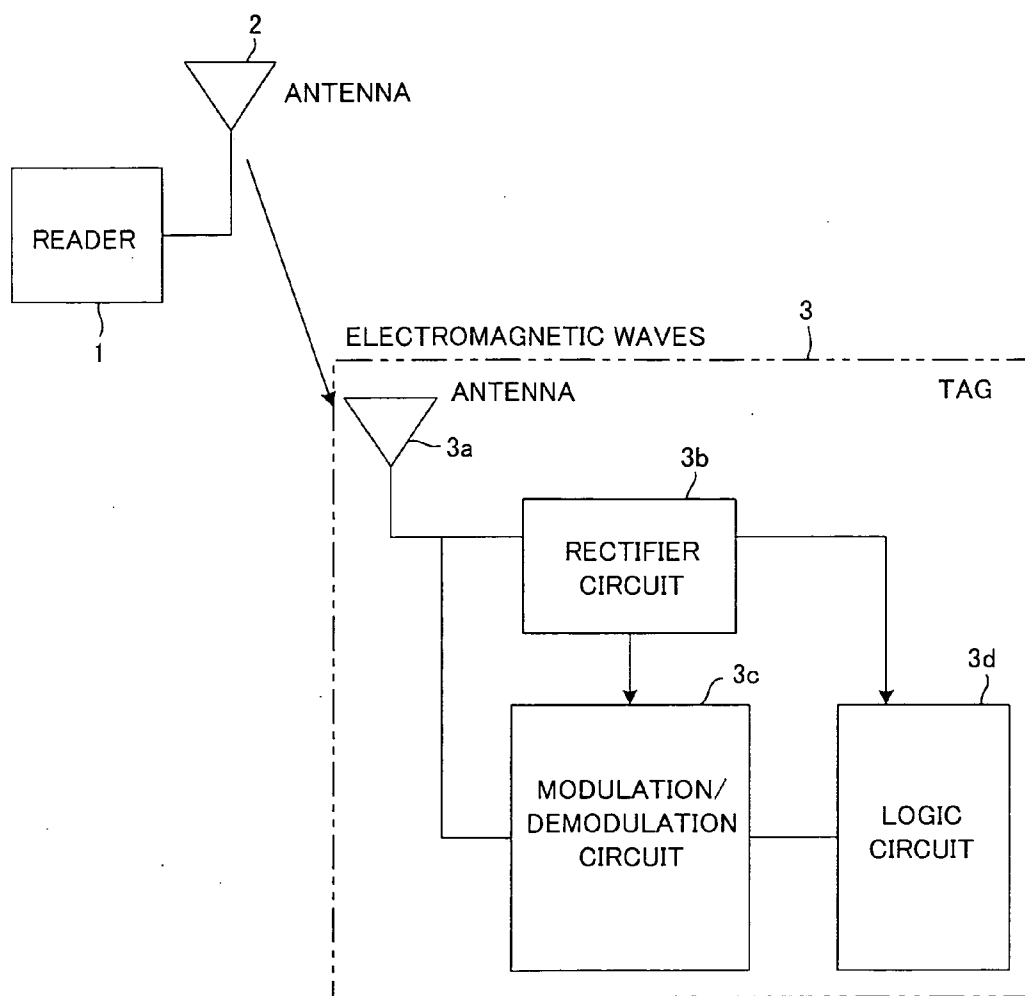 2
ANTENNA
READER
1
ELECTROMAGNETIC WAVES
3
ANTENNA
TAG
3a
3b
RECTIFIER
CIRCUIT
3c
3d
MODULATION/
DEMODULATION
CIRCUIT
LOGIC
CIRCUIT